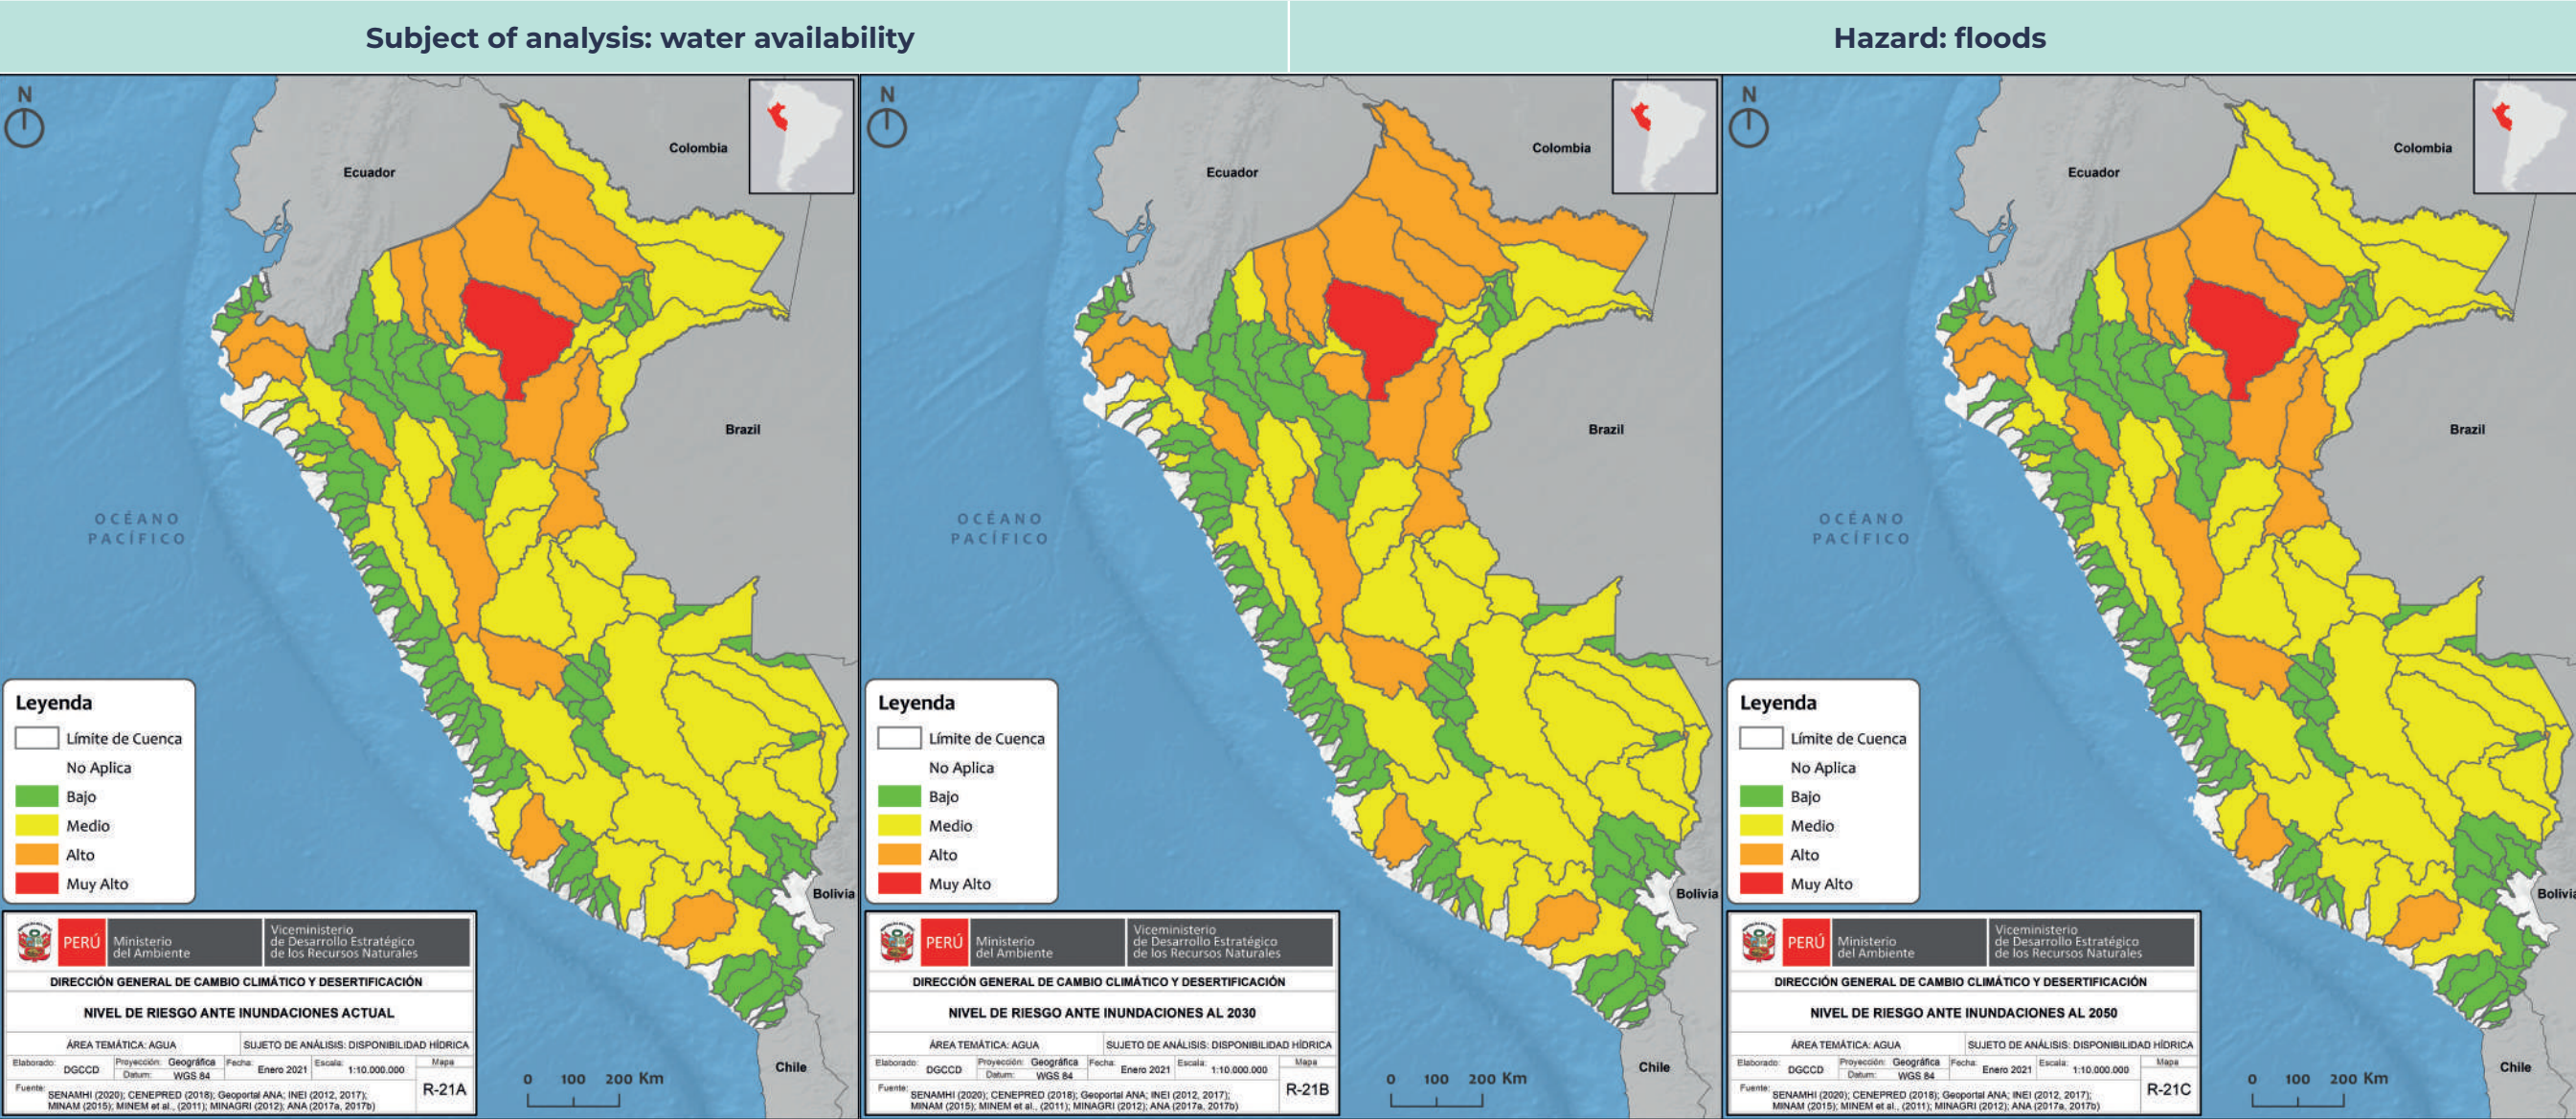 Subject of analysis: water availability
Hazard: floods
N
Colombia
Ecuador
Brazil
OCÉANO
PACÍFICO
Bolivia
Chile
Leyenda
Límite de Cuenca
No Aplica
Bajo
Medio
Alto
Muy Alto
PERÚ
Ministerio
del Ambiente
Viceministerio
de Desarrollo Estratégico
de los Recursos Naturales
DIRECCIÓN GENERAL DE CAMBIO CLIMÁTICO Y DESERTIFICACIÓN
NIVEL DE RIESGO ANTE INUNDACIONES ACTUAL
ÁREA TEMÁTICA: AGUA
SUJETO DE ANÁLISIS: DISPONIBILIDAD HÍDRICA
Elaborado: DGCCD
Proyección: Geográfica
Datum: WGS 84
Fecha: Enero 2021
Escala: 1:10.000.000
Mapa
R-21A
Fuente: SENAMHI (2020); CENEPRED (2018); Geoportal ANA; INEI (2012, 2017);
MINAM (2015); MINEM et al., (2011); MINAGRI (2012); ANA (2017a, 2017b)
0 100 200 Km
N
Colombia
Ecuador
Brazil
OCÉANO
PACÍFICO
Bolivia
Chile
Leyenda
Límite de Cuenca
No Aplica
Bajo
Medio
Alto
Muy Alto
PERÚ
Ministerio
del Ambiente
Viceministerio
de Desarrollo Estratégico
de los Recursos Naturales
DIRECCIÓN GENERAL DE CAMBIO CLIMÁTICO Y DESERTIFICACIÓN
NIVEL DE RIESGO ANTE INUNDACIONES AL 2030
ÁREA TEMÁTICA: AGUA
SUJETO DE ANÁLISIS: DISPONIBILIDAD HÍDRICA
Elaborado: DGCCD
Proyección: Geográfica
Datum: WGS 84
Fecha: Enero 2021
Escala: 1:10.000.000
Mapa
R-21B
Fuente: SENAMHI (2020); CENEPRED (2018); Geoportal ANA; INEI (2012, 2017);
MINAM (2015); MINEM et al., (2011); MINAGRI (2012); ANA (2017a, 2017b)
0 100 200 Km
N
Colombia
Ecuador
Brazil
OCÉANO
PACÍFICO
Bolivia
Chile
Leyenda
Límite de Cuenca
No Aplica
Bajo
Medio
Alto
Muy Alto
PERÚ
Ministerio
del Ambiente
Viceministerio
de Desarrollo Estratégico
de los Recursos Naturales
DIRECCIÓN GENERAL DE CAMBIO CLIMÁTICO Y DESERTIFICACIÓN
NIVEL DE RIESGO ANTE INUNDACIONES AL 2050
ÁREA TEMÁTICA: AGUA
SUJETO DE ANÁLISIS: DISPONIBILIDAD HÍDRICA
Elaborado: DGCCD
Proyección: Geográfica
Datum: WGS 84
Fecha: Enero 2021
Escala: 1:10.000.000
Mapa
R-21C
Fuente: SENAMHI (2020); CENEPRED (2018); Geoportal ANA; INEI (2012, 2017);
MINAM (2015); MINEM et al., (2011); MINAGRI (2012); ANA (2017a, 2017b)
0 100 200 Km